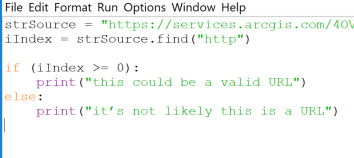 File Edit Format Run Options Window Help
strSource = "https://services.arcgis.com/4OV
iIndex = strSource.find("http")
if (iIndex >= 0):
    print("this could be a valid URL")
else:
    print("it’s not likely this is a URL")